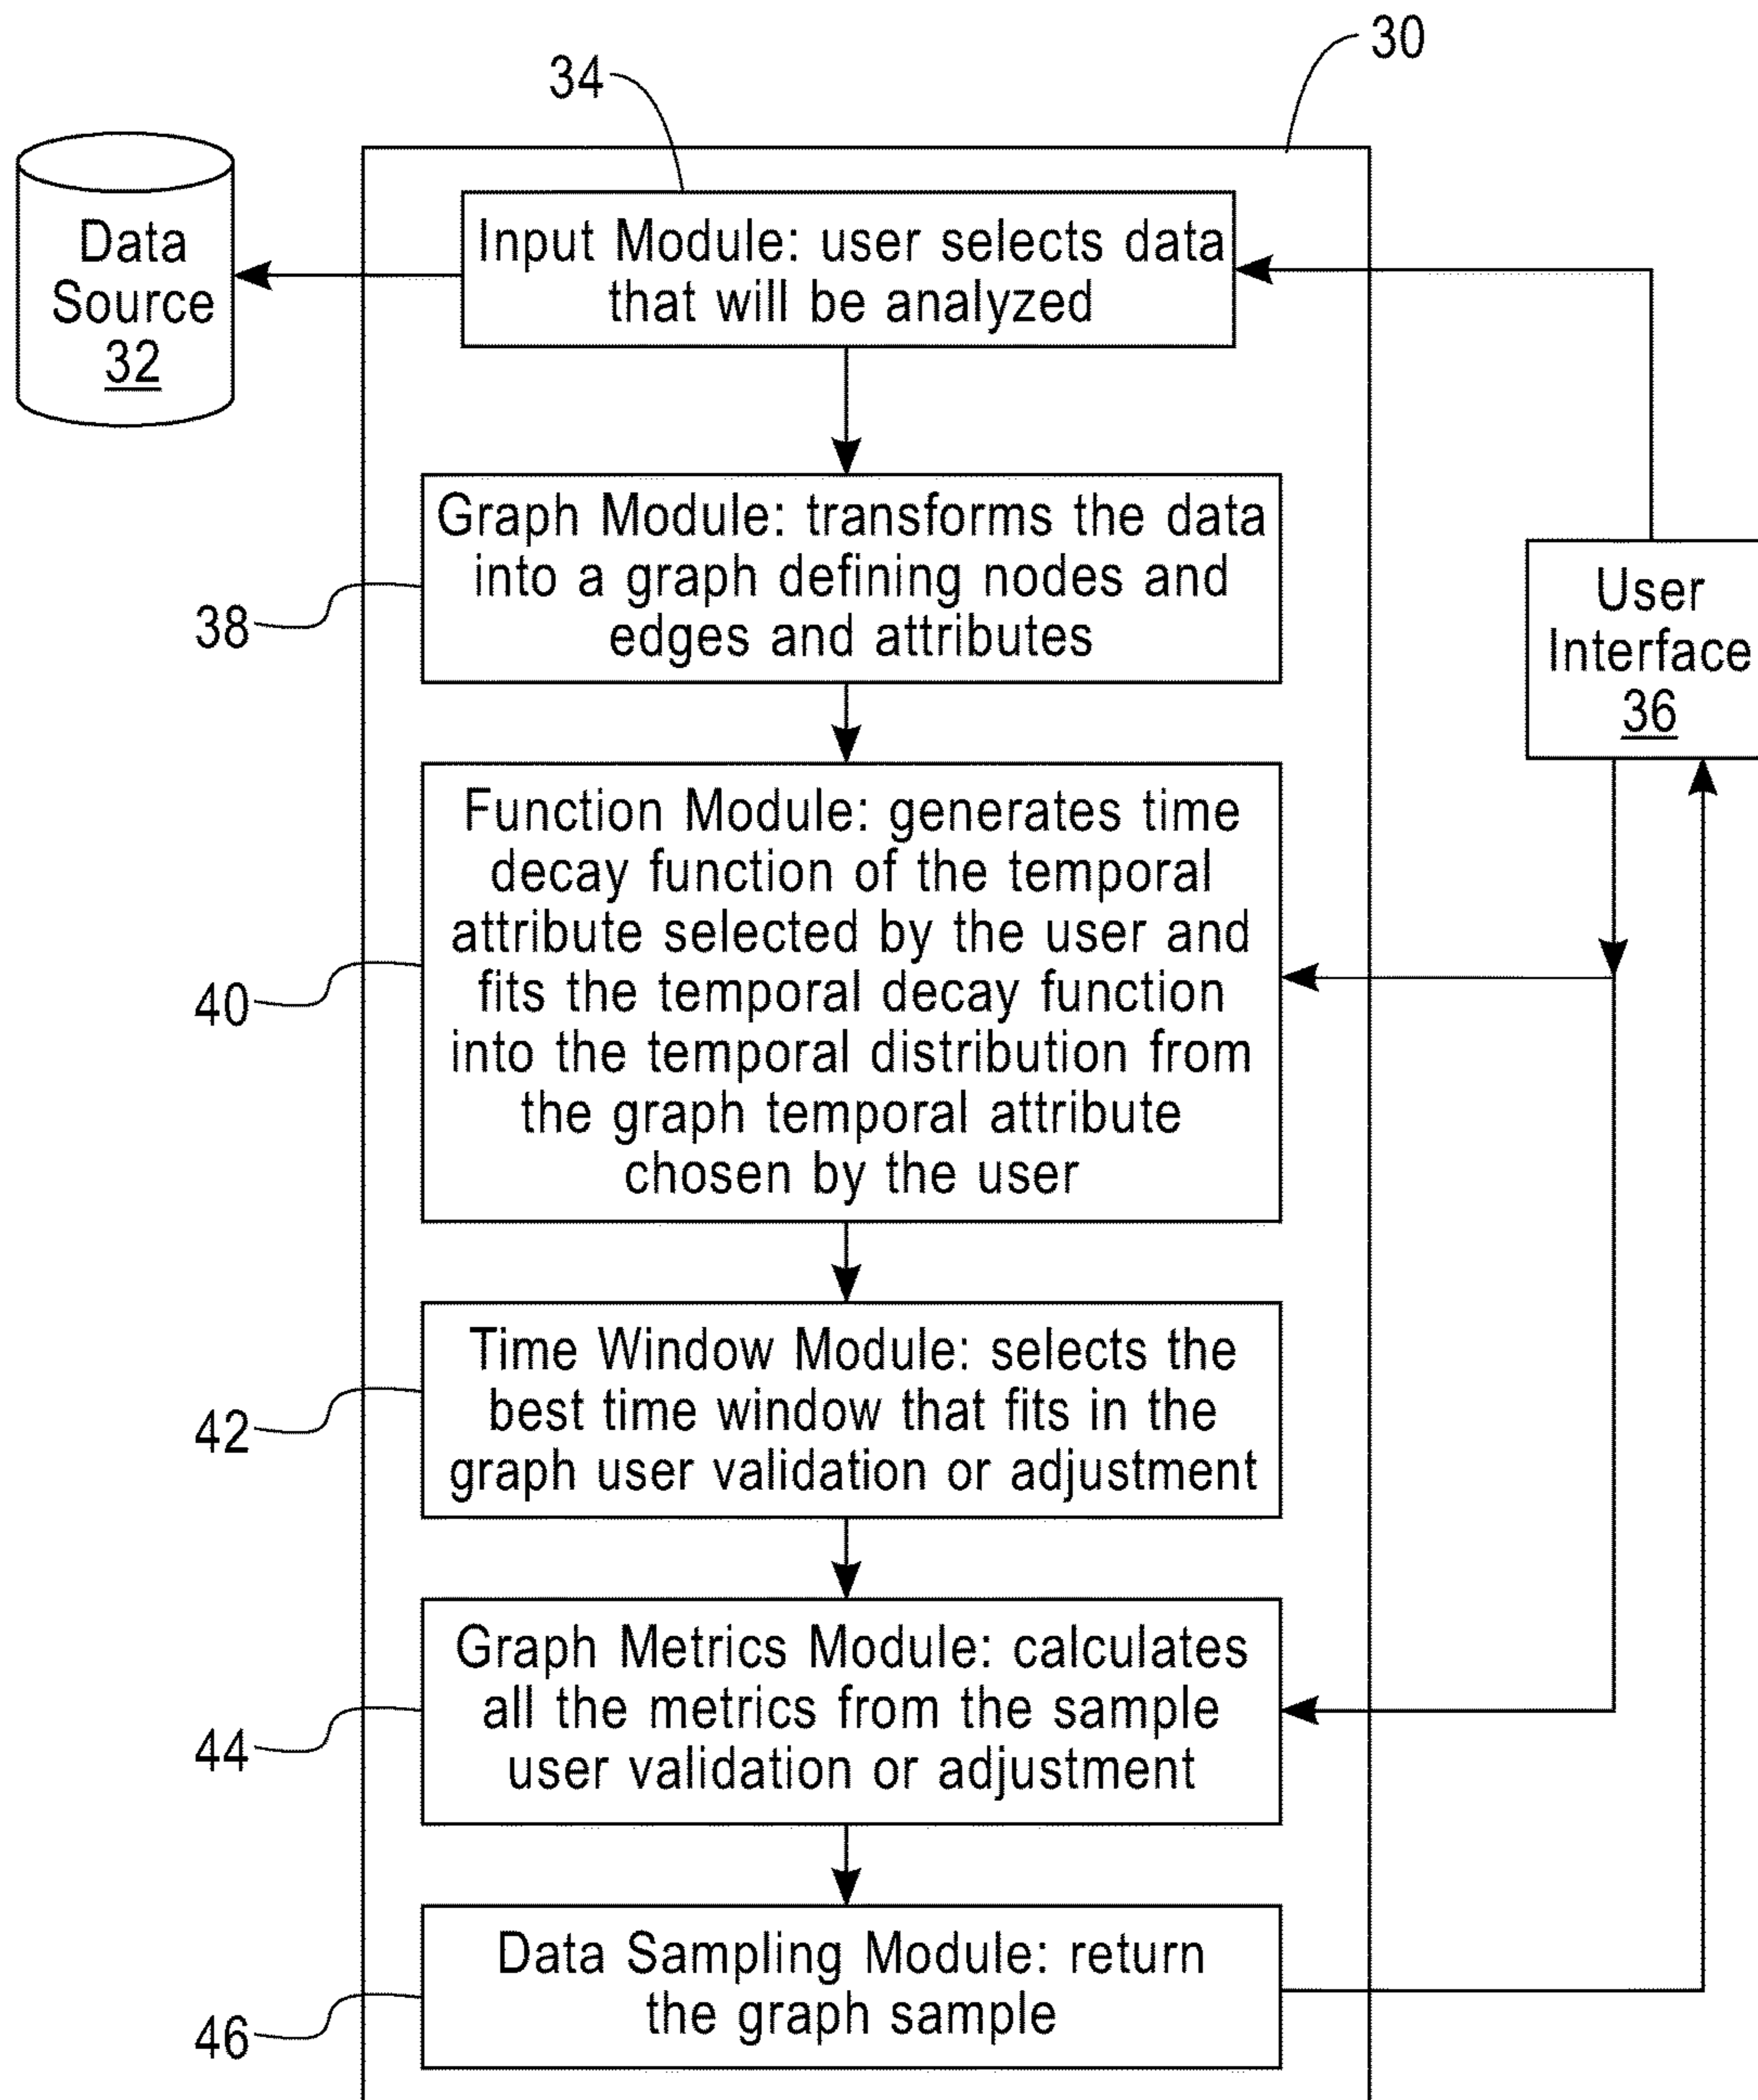 30
34
Data
Source
32
Input Module: user selects data
that will be analyzed
Graph Module: transforms the data
into a graph defining nodes and
edges and attributes
38
User
Interface
36
Function Module: generates time
decay function of the temporal
attribute selected by the user and
fits the temporal decay function
into the temporal distribution from
the graph temporal attribute
chosen by the user
40
Time Window Module: selects the
best time window that fits in the
graph user validation or adjustment
42
Graph Metrics Module: calculates
all the metrics from the sample
user validation or adjustment
44
Data Sampling Module: return
the graph sample
46